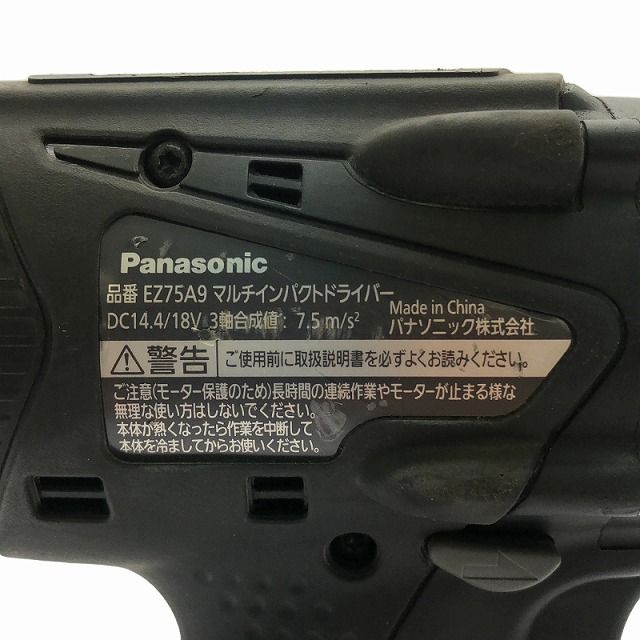 Panasonic
品番 EZ75A9 マルチインパクトドライバー
DC14.4/18V 3軸合成値: 7.5 m/s²
Made in China
パナソニック株式会社
警告 ご使用前に取扱説明書を必ずよくお読みください。
ご注意(モーター保護のため)長時間の連続作業やモーターが止まる様な
無理な使い方はしないでください。
本体が熱くなったら作業を中断して
本体を冷ましてからお使いください。